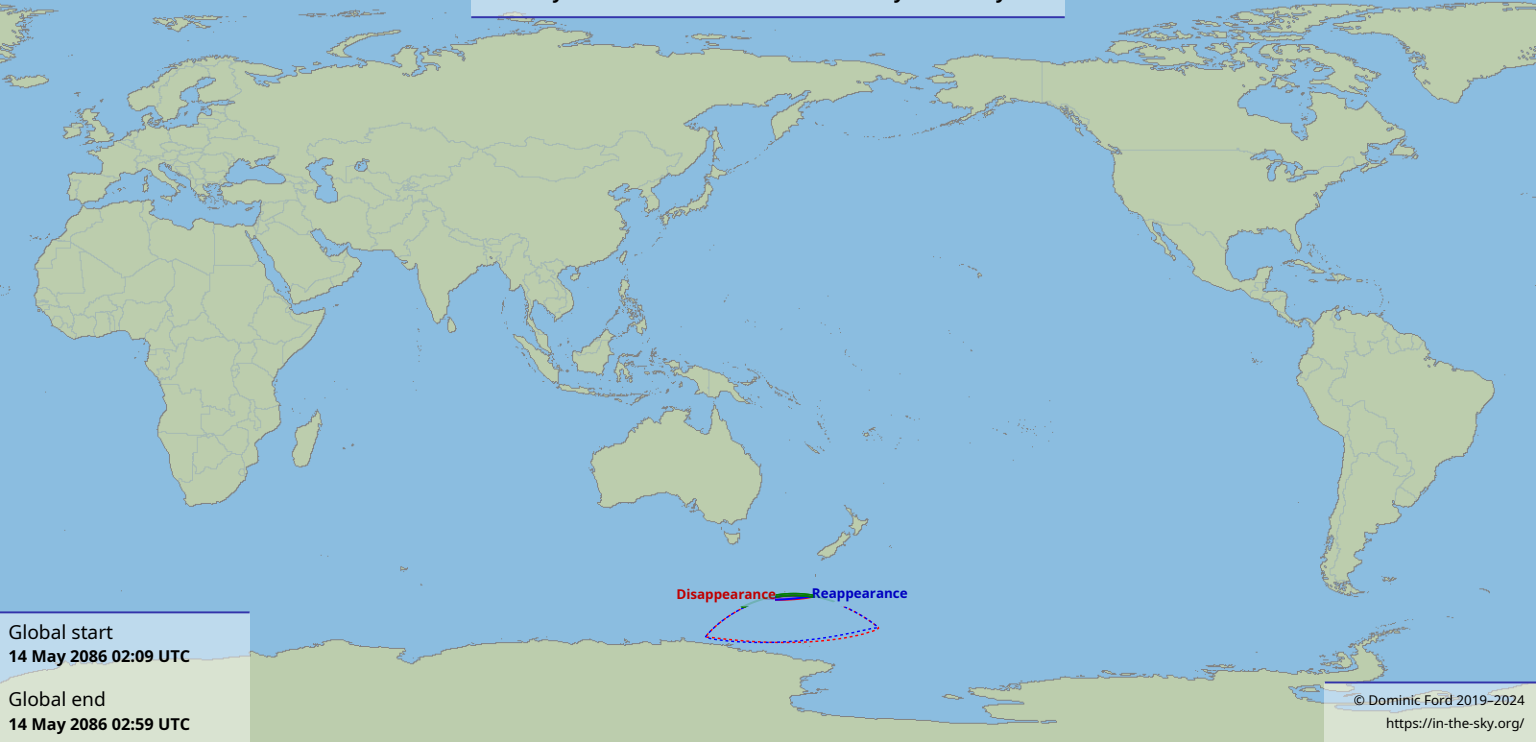 Disappearance
Reappearance
Global start
14 May 2086 02:09 UTC
Global end
14 May 2086 02:59 UTC
© Dominic Ford 2019–2024
https://in-the-sky.org/